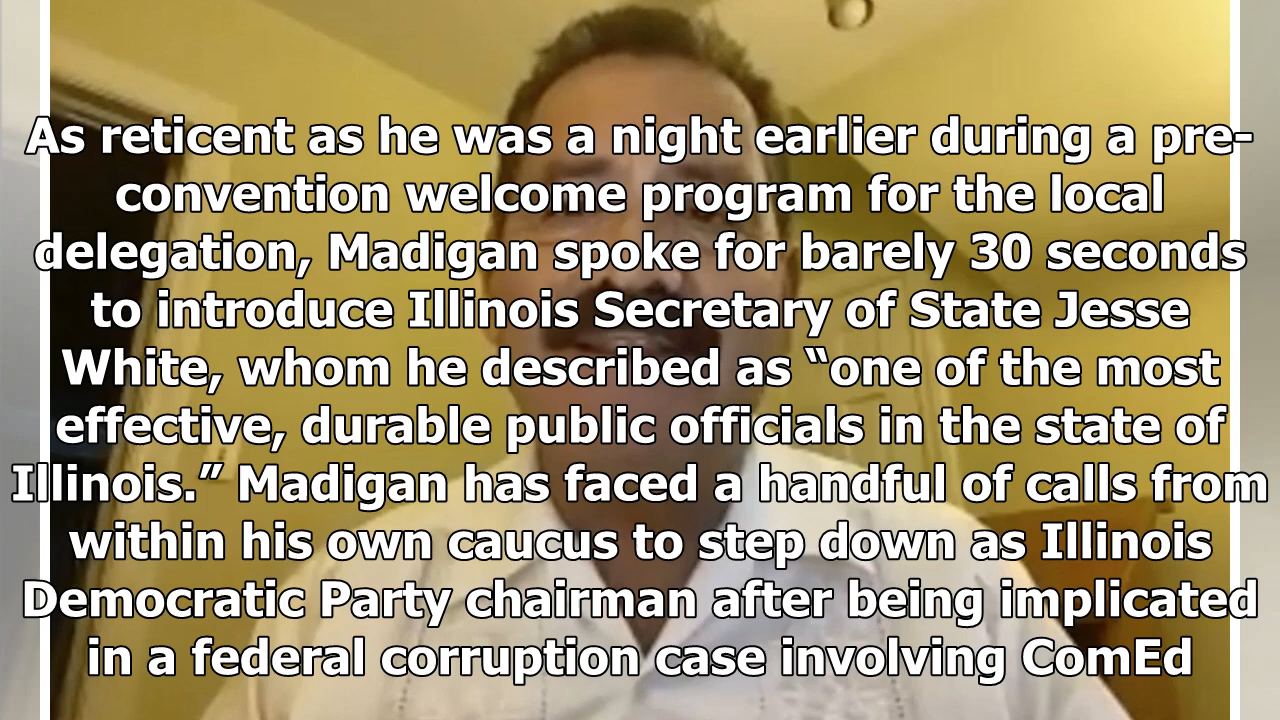 As reticent as he was a night earlier during a pre-
convention welcome program for the local
delegation, Madigan spoke for barely 30 seconds
to introduce Illinois Secretary of State Jesse
White, whom he described as “one of the most
effective, durable public officials in the state of
Illinois.” Madigan has faced a handful of calls from
within his own caucus to step down as Illinois
Democratic Party chairman after being implicated
in a federal corruption case involving ComEd